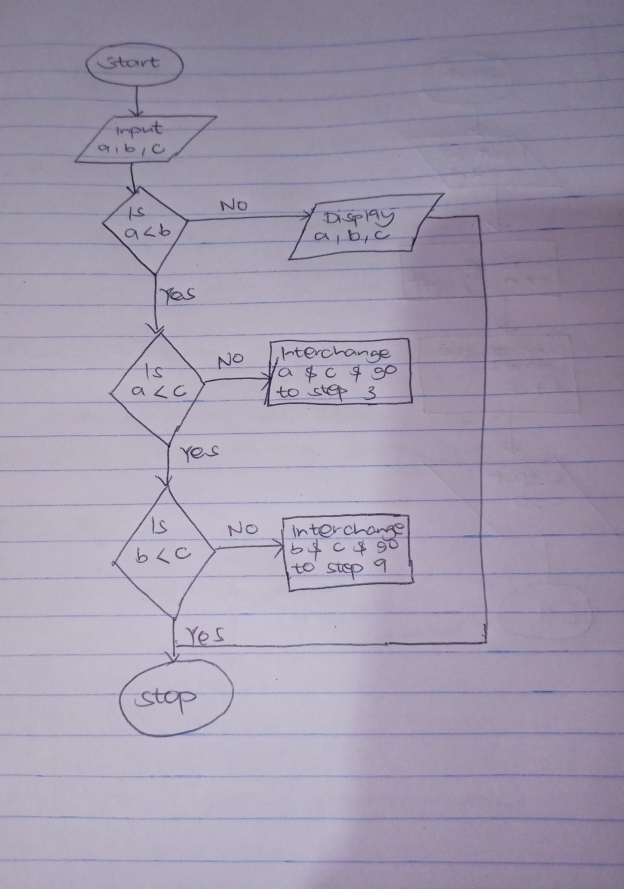 Start
Input
a, b, c
Is
a < b
NO
Display
a, b, c
Yes
Is
a < c
NO
Interchange
a & c & go
to step 3
Yes
Is
b < c
NO
Interchange
b & c & go
to step 9
Yes
Stop